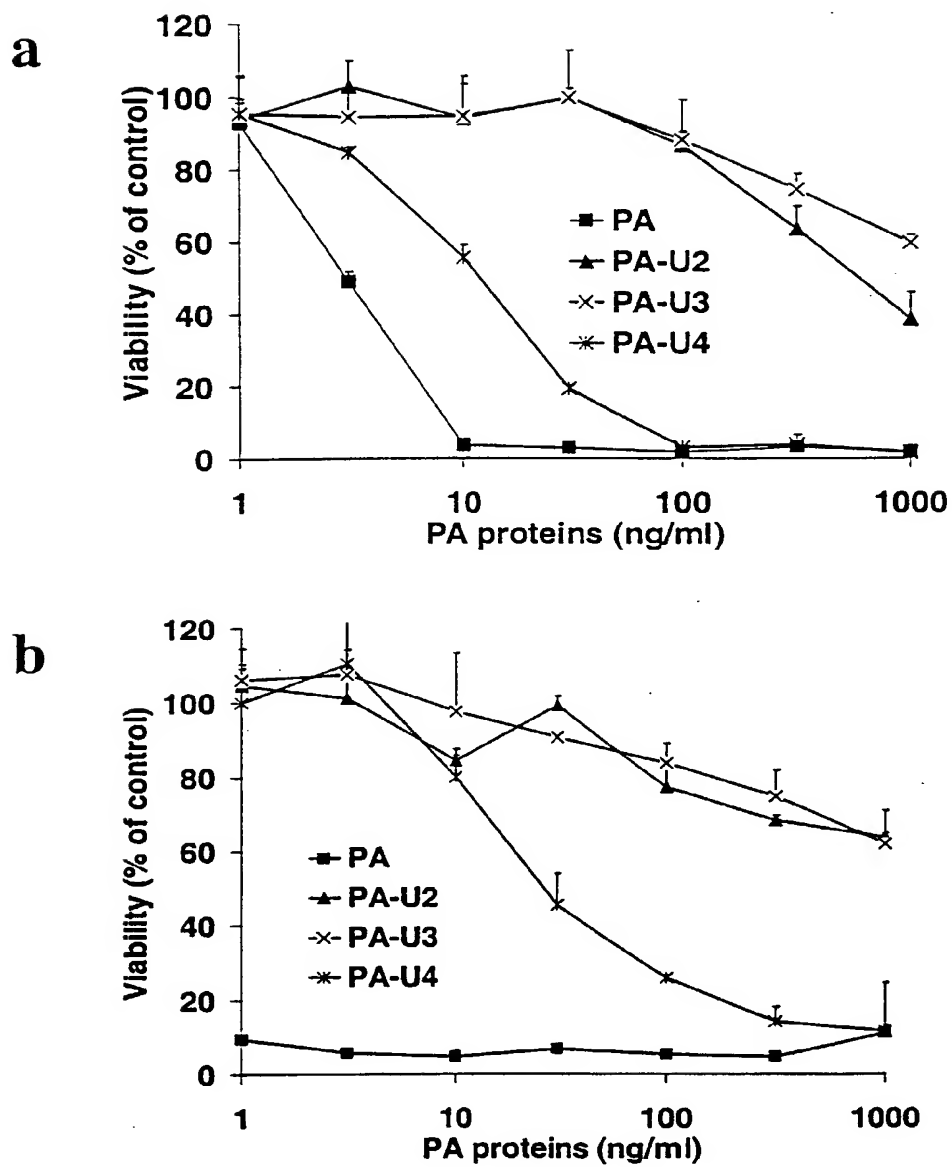 a
120
100
80
60
40
20
0
Viability (% of control)
PA
PA-U2
PA-U3
PA-U4
1 10 100 1000
PA proteins (ng/ml)
b
120
100
80
60
40
20
0
Viability (% of control)
PA
PA-U2
PA-U3
PA-U4
1 10 100 1000
PA proteins (ng/ml)